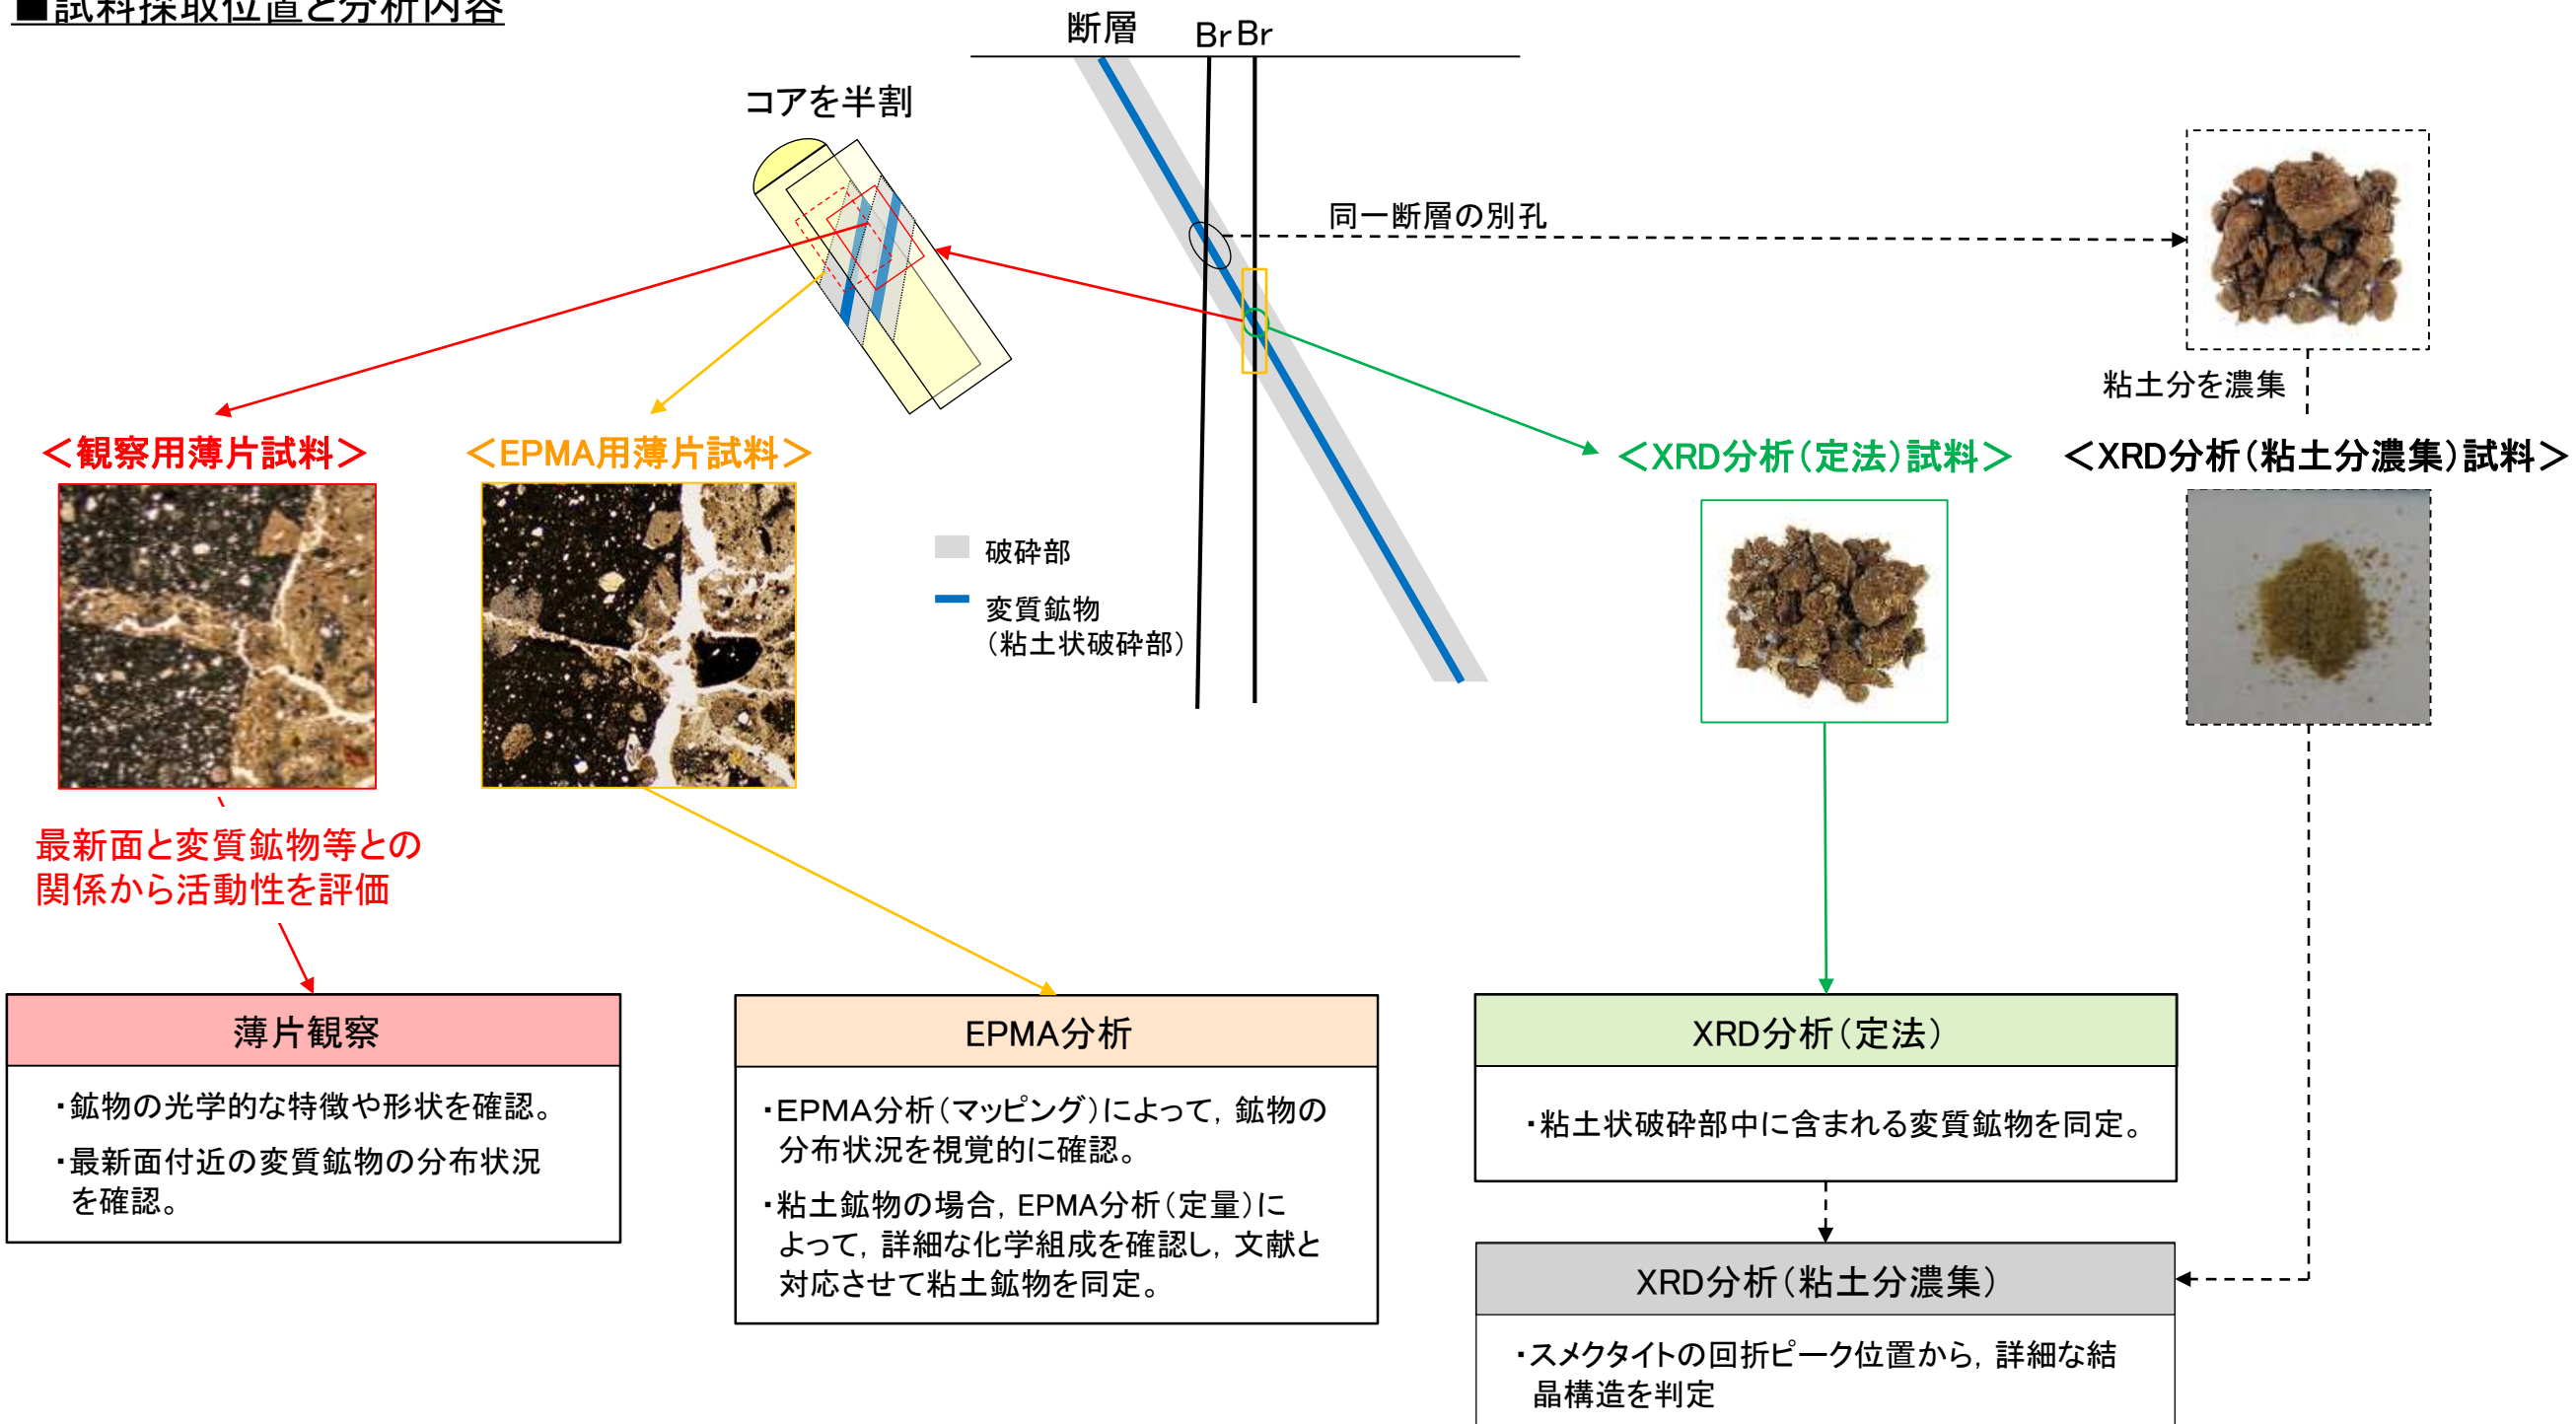 ■試料採取位置と分析内容
断層
Br
Br
コアを半割
同一断層の別孔
粘土分を濃集
＜観察用薄片試料＞
＜EPMA用薄片試料＞
＜XRD分析（定法）試料＞
＜XRD分析（粘土分濃集）試料＞
破砕部
変質鉱物
（粘土状破砕部）
最新面と変質鉱物等との
関係から活動性を評価
薄片観察
・鉱物の光学的な特徴や形状を確認。
・最新面付近の変質鉱物の分布状況
を確認。
EPMA分析
・EPMA分析（マッピング）によって，鉱物の
分布状況を視覚的に確認。
・粘土鉱物の場合，EPMA分析（定量）に
よって，詳細な化学組成を確認し，文献と
対応させて粘土鉱物を同定。
XRD分析（定法）
・粘土状破砕部中に含まれる変質鉱物を同定。
XRD分析（粘土分濃集）
・スメクタイトの回折ピーク位置から，詳細な結
晶構造を判定